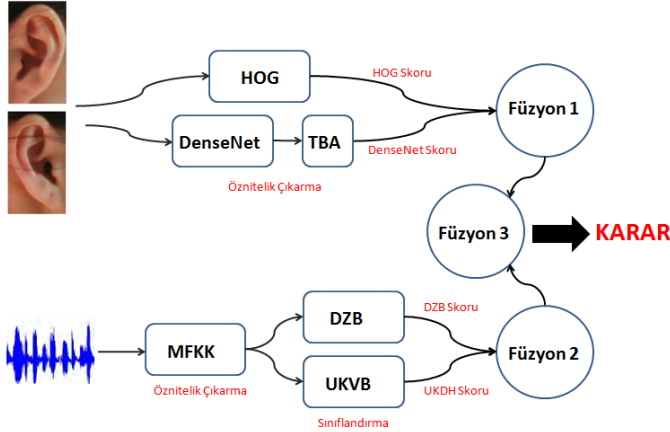 HOG
HOG Skoru
Füzyon 1
DenseNet
TBA
DenseNet Skoru
Öznitelik Çıkarma
Füzyon 3
KARAR
DZB
DZB Skoru
MFKK
Füzyon 2
UKVB
UKDH Skoru
Öznitelik Çıkarma
Sınıflandırma